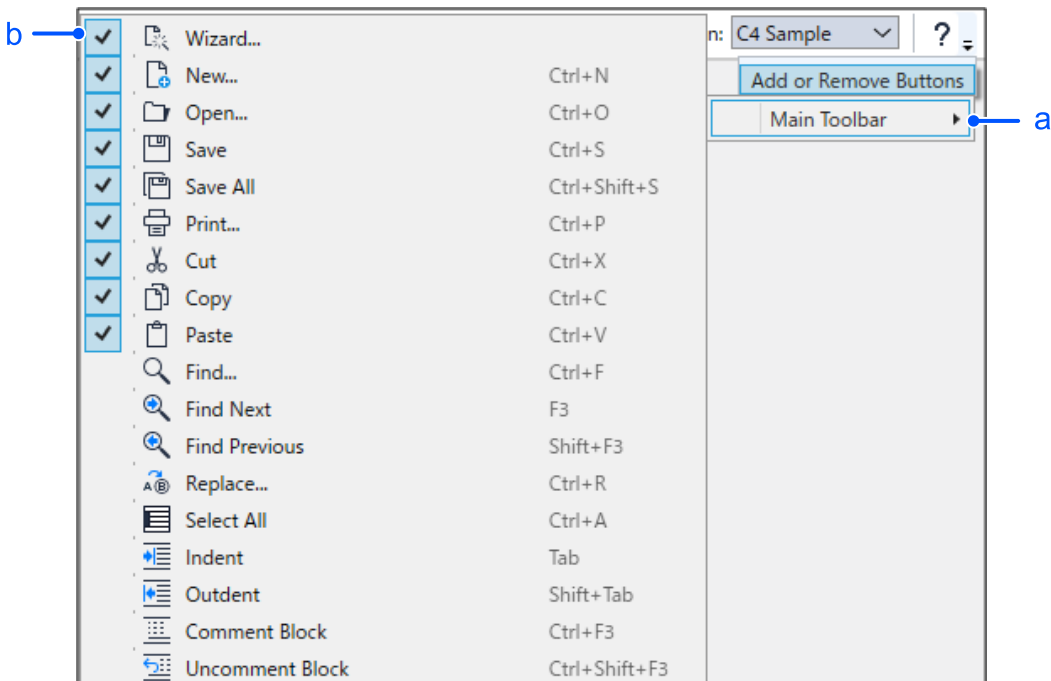 b
Wizard...
n: C4 Sample ?
New... Ctrl+N
Add or Remove Buttons
Open... Ctrl+O
Main Toolbar
a
Save Ctrl+S
Save All Ctrl+Shift+S
Print... Ctrl+P
Cut Ctrl+X
Copy Ctrl+C
Paste Ctrl+V
Find... Ctrl+F
Find Next F3
Find Previous Shift+F3
Replace... Ctrl+R
Select All Ctrl+A
Indent Tab
Outdent Shift+Tab
Comment Block Ctrl+F3
Uncomment Block Ctrl+Shift+F3